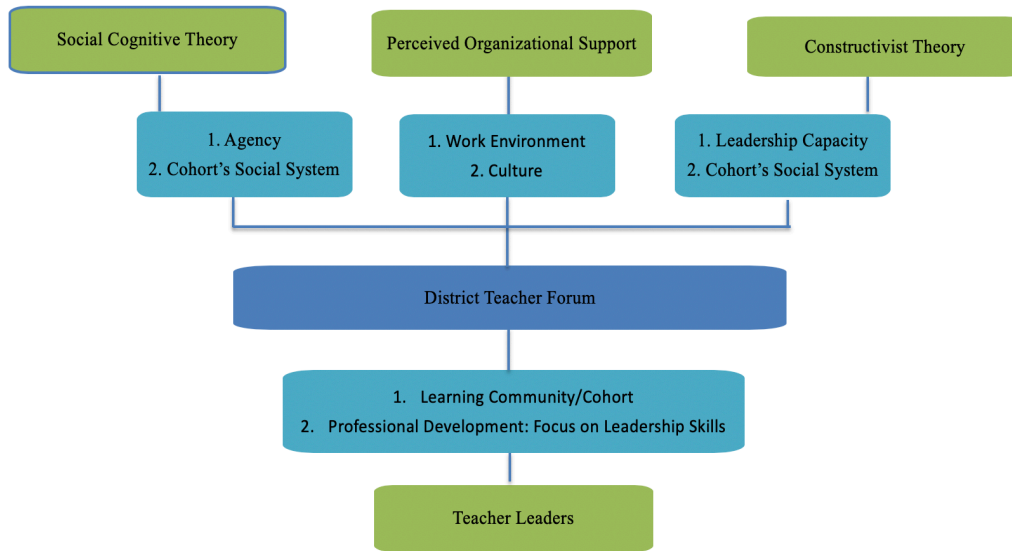 Social Cognitive Theory
Perceived Organizational Support
Constructivist Theory
1. Agency
2. Cohort's Social System
1. Work Environment
2. Culture
1. Leadership Capacity
2. Cohort's Social System
District Teacher Forum
1. Learning Community/Cohort
2. Professional Development: Focus on Leadership Skills
Teacher Leaders